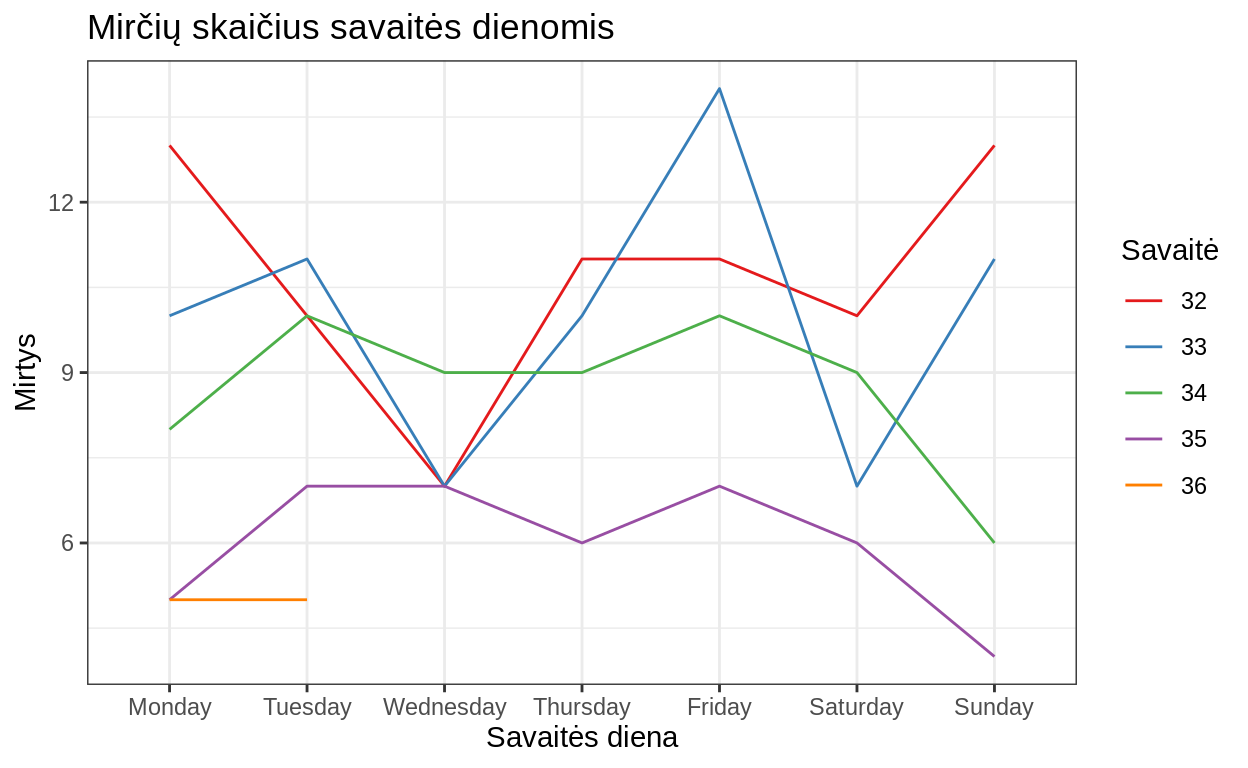 Mirčių skaičius savaitės dienomis
Mirtys
12
9
6
Monday Tuesday Wednesday Thursday Friday Saturday Sunday
Savaitės diena
Savaitė
32
33
34
35
36